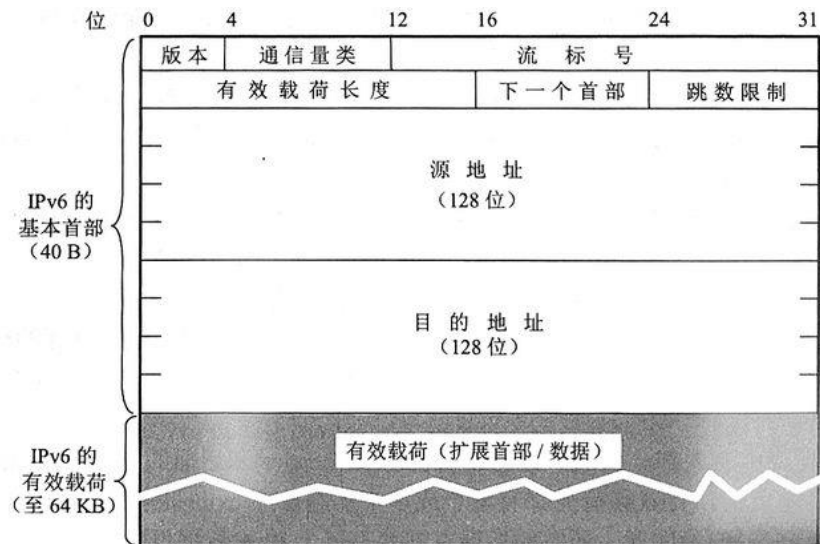 位 0 4 12 16 24 31
版本 通信量类 流标号
有效载荷长度 下一个首部 跳数限制
源地址
(128 位)
IPv6 的
基本首部
(40 B)
目的地址
(128 位)
有效载荷(扩展首部 / 数据)
IPv6 的
有效载荷
(至 64 KB)